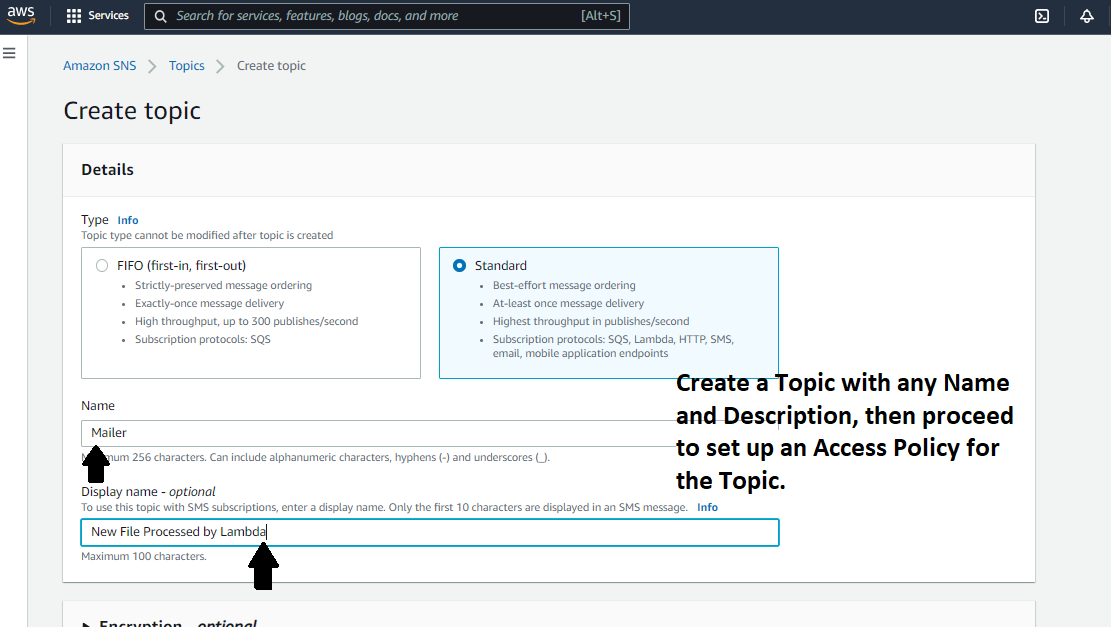 aws
Services
Search for services, features, blogs, docs, and more
[Alt+S]
Amazon SNS
Topics
Create topic
Create topic
Details
Type Info
Topic type cannot be modified after topic is created
FIFO (first-in, first-out)
Strictly-preserved message ordering
Exactly-once message delivery
High throughput, up to 300 publishes/second
Subscription protocols: SQS
Standard
Best-effort message ordering
At-least once message delivery
Highest throughput in publishes/second
Subscription protocols: SQS, Lambda, HTTP, SMS,
email, mobile application endpoints
Create a Topic with any Name
and Description, then proceed
to set up an Access Policy for
the Topic.
Name
Mailer
256 characters. Can include alphanumeric characters, hyphens (-) and underscores (_).
Display name - optional
To use this topic with SMS subscriptions, enter a display name. Only the first 10 characters are displayed in an SMS message. Info
New File Processed by Lambda
Maximum 100 characters.
Encryption - optional